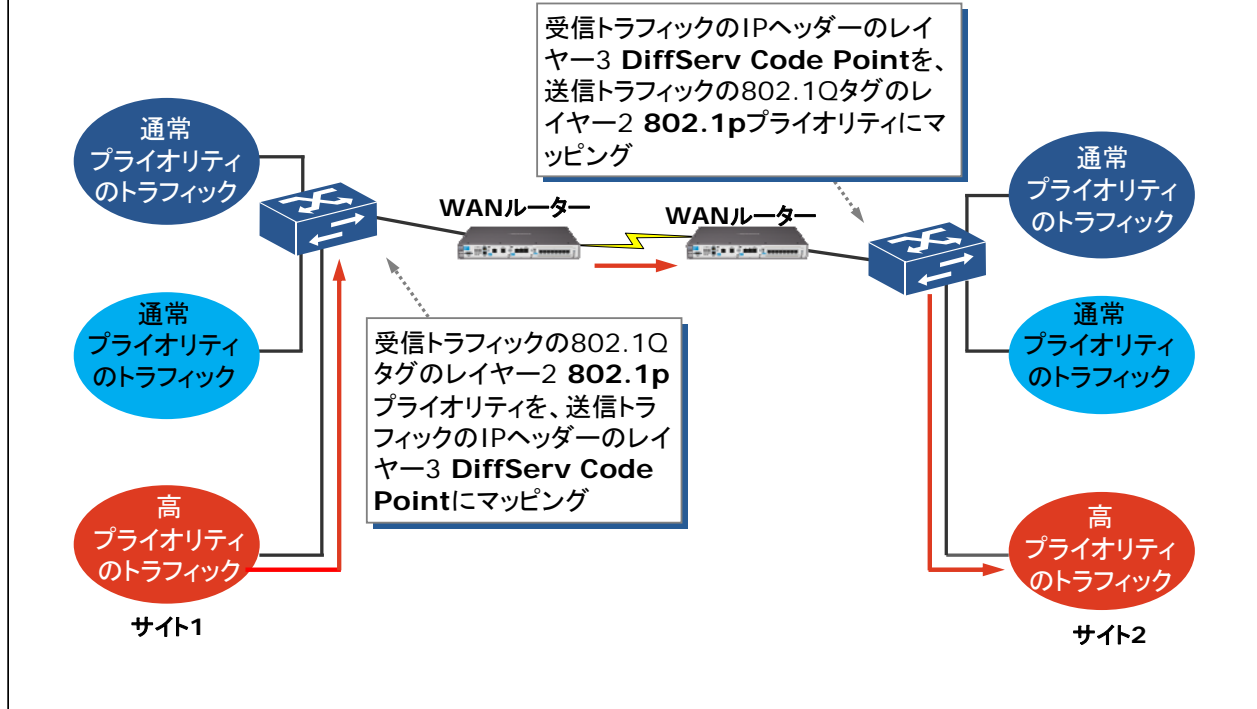 受信トラフィックのIPヘッダーのレイ
ヤー3 DiffServ Code Pointを、
送信トラフィックの802.1Qタグのレ
イヤー2 802.1pプライオリティにマ
ッピング
通常
プライオリティ
のトラフィック
通常
プライオリティ
のトラフィック
WANルーター
WANルーター
通常
プライオリティ
のトラフィック
通常
プライオリティ
のトラフィック
受信トラフィックの802.1Q
タグのレイヤー2 802.1p
プライオリティを、送信トラ
フィックのIPヘッダーのレイ
ヤー3 DiffServ Code
Pointにマッピング
高
プライオリティ
のトラフィック
高
プライオリティ
のトラフィック
サイト1
サイト2